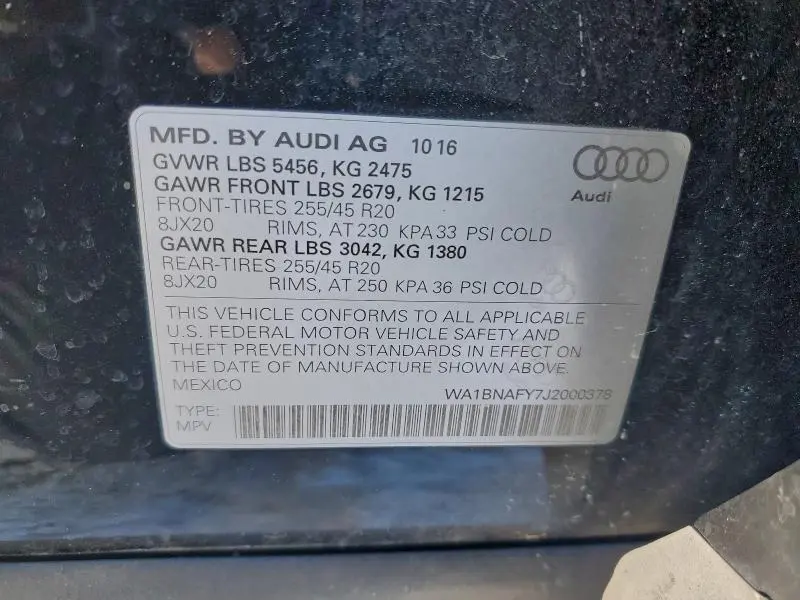 MFD. BY AUDI AG 10 16
GVWR LBS 5456, KG 2475
GAWR FRONT LBS 2679, KG 1215
FRONT-TIRES 255/45 R20
8JX20 RIMS, AT 230 KPA 33 PSI COLD
GAWR REAR LBS 3042, KG 1380
REAR-TIRES 255/45 R20
8JX20 RIMS, AT 250 KPA 36 PSI COLD
Audi
THIS VEHICLE CONFORMS TO ALL APPLICABLE
U.S. FEDERAL MOTOR VEHICLE SAFETY AND
THEFT PREVENTION STANDARDS IN EFFECT ON
THE DATE OF MANUFACTURE SHOWN ABOVE.
MEXICO
WA1BNAFY7J2000378
TYPE:
MPV